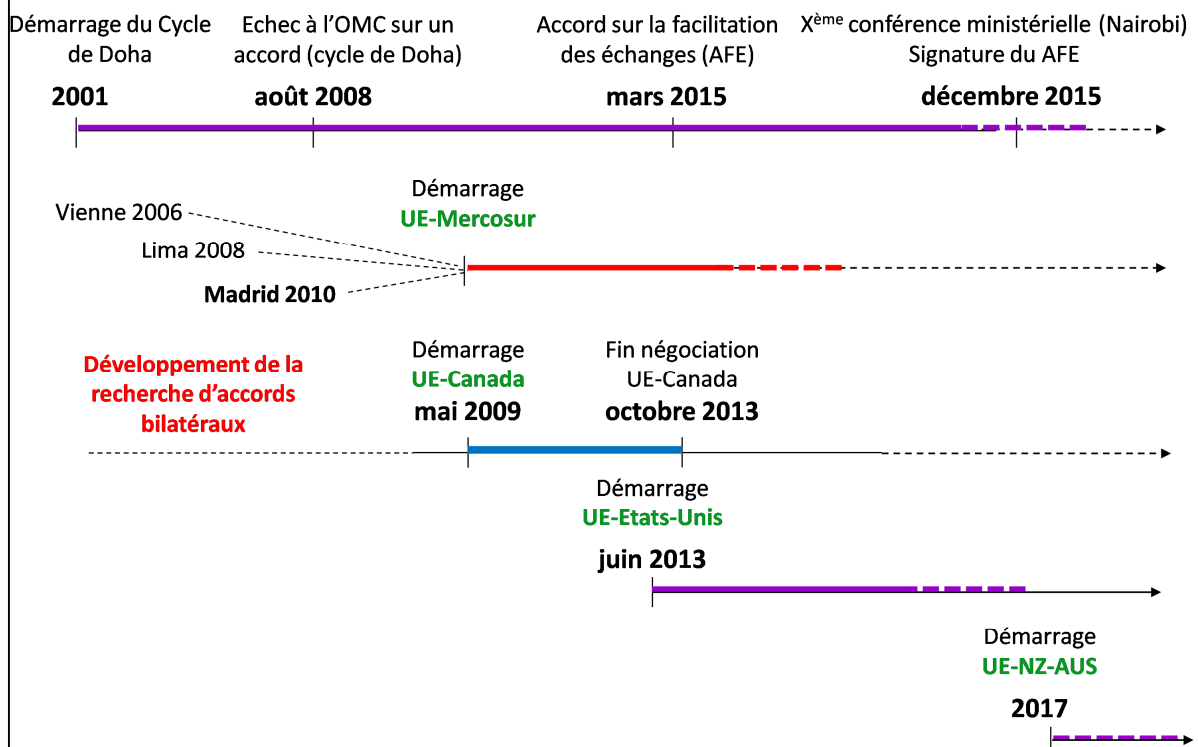 Démarrage du Cycle
de Doha
2001
Echec à l'OMC sur un
accord (cycle de Doha)
août 2008
Accord sur la facilitation
des échanges (AFE)
mars 2015
Xème conférence ministérielle (Nairobi)
Signature du AFE
décembre 2015
Démarrage
UE-Mercosur
Vienne 2006
Lima 2008
Madrid 2010
Développement de la
recherche d'accords
bilatéraux
Démarrage
UE-Canada
mai 2009
Fin négociation
UE-Canada
octobre 2013
Démarrage
UE-Etats-Unis
juin 2013
Démarrage
UE-NZ-AUS
2017